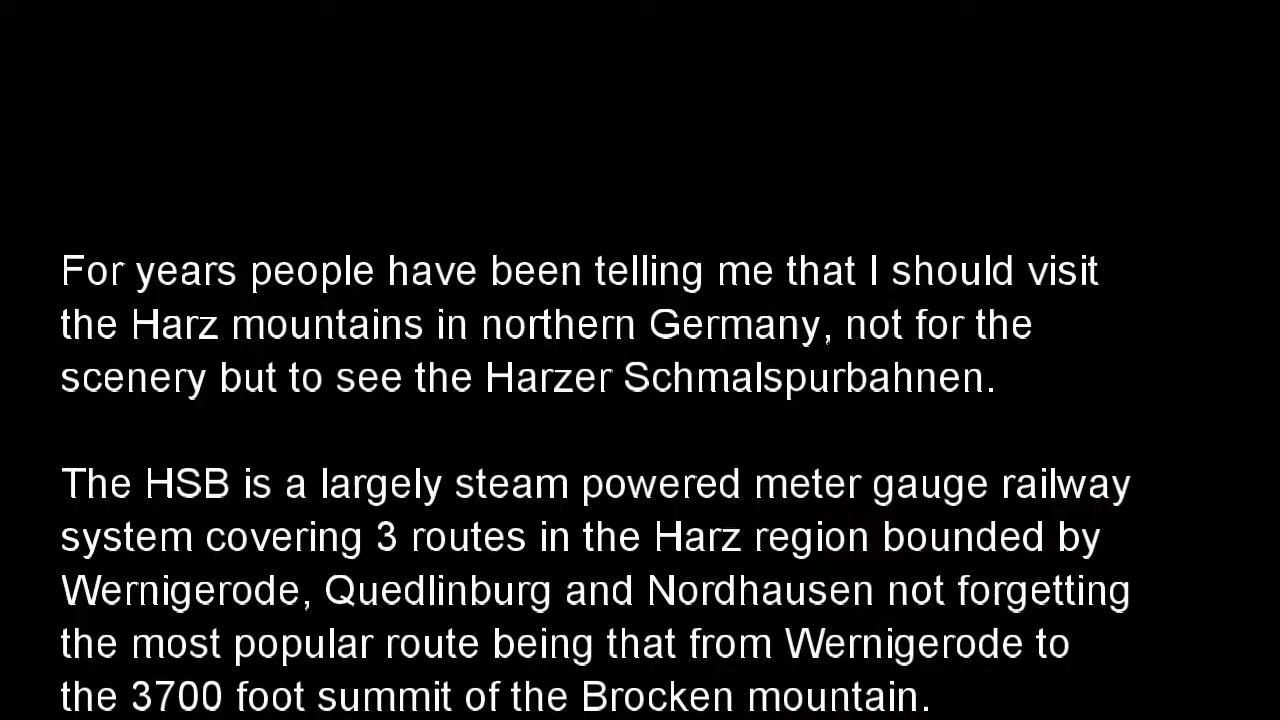 For years people have been telling me that I should visit
the Harz mountains in northern Germany, not for the
scenery but to see the Harzer Schmalspurbahnen.
The HSB is a largely steam powered meter gauge railway
system covering 3 routes in the Harz region bounded by
Wernigerode, Quedlinburg and Nordhausen not forgetting
the most popular route being that from Wernigerode to
the 3700 foot summit of the Brocken mountain.